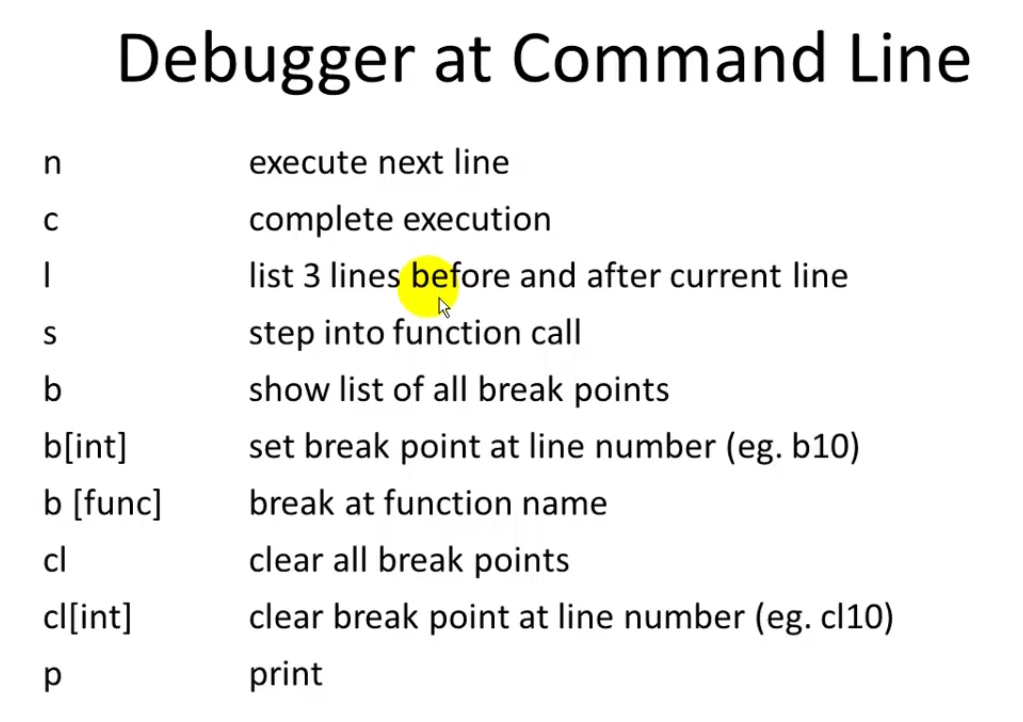 Debugger at Command Line
n execute next line
c complete execution
l list 3 lines before and after current line
s step into function call
b show list of all break points
b[int] set break point at line number (eg. b10)
b [func] break at function name
cl clear all break points
cl[int] clear break point at line number (eg. cl10)
p print